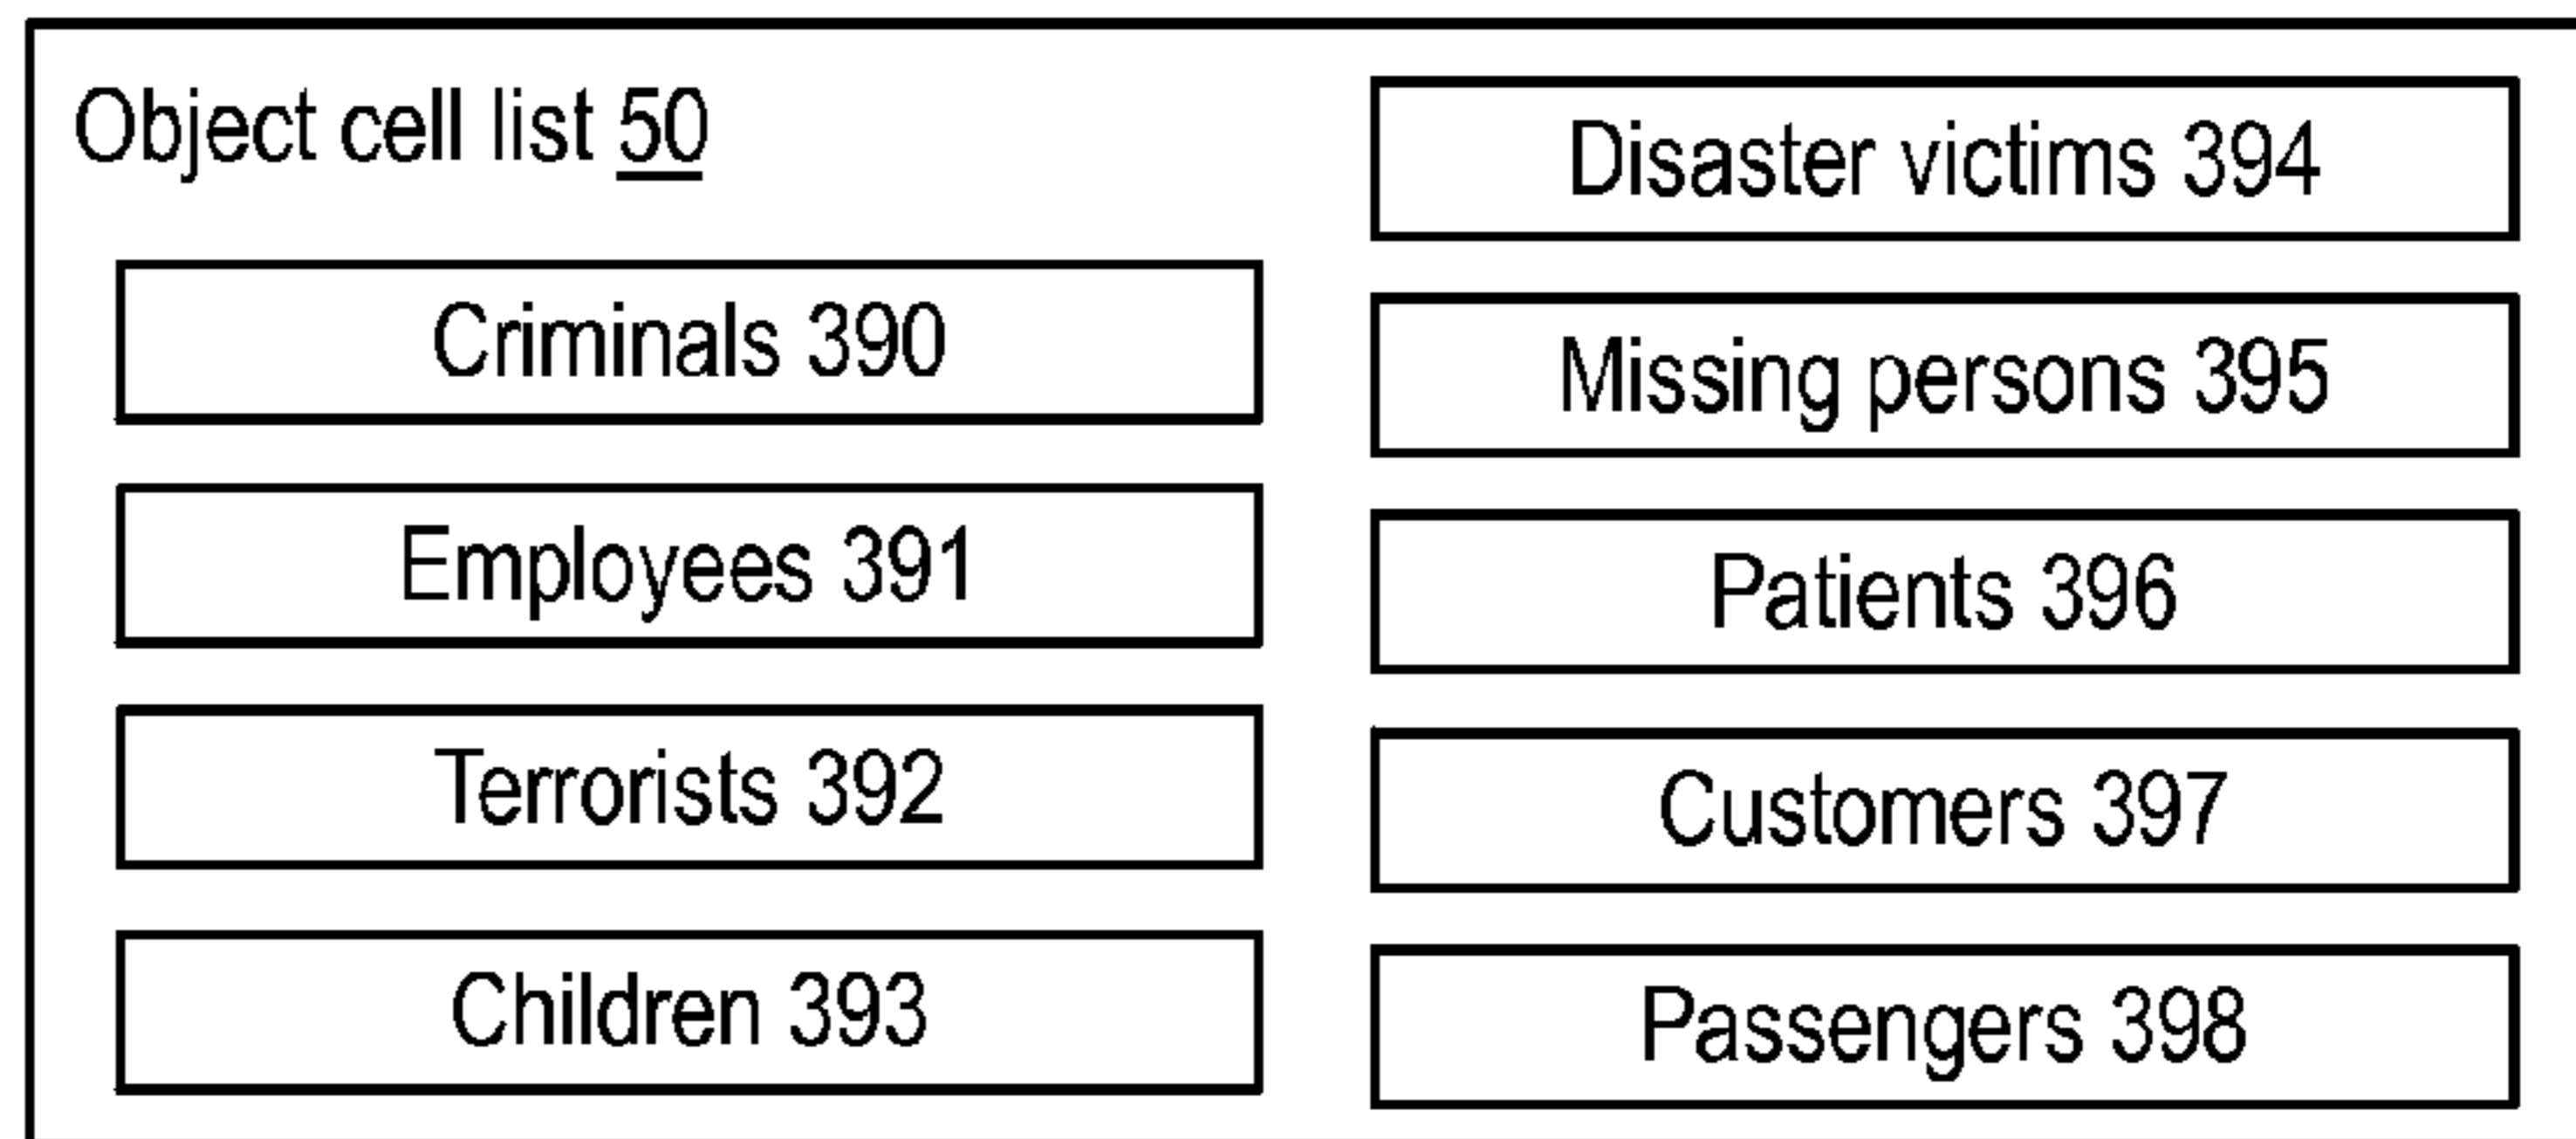 Object cell list 50
Criminals 390
Employees 391
Terrorists 392
Children 393
Disaster victims 394
Missing persons 395
Patients 396
Customers 397
Passengers 398